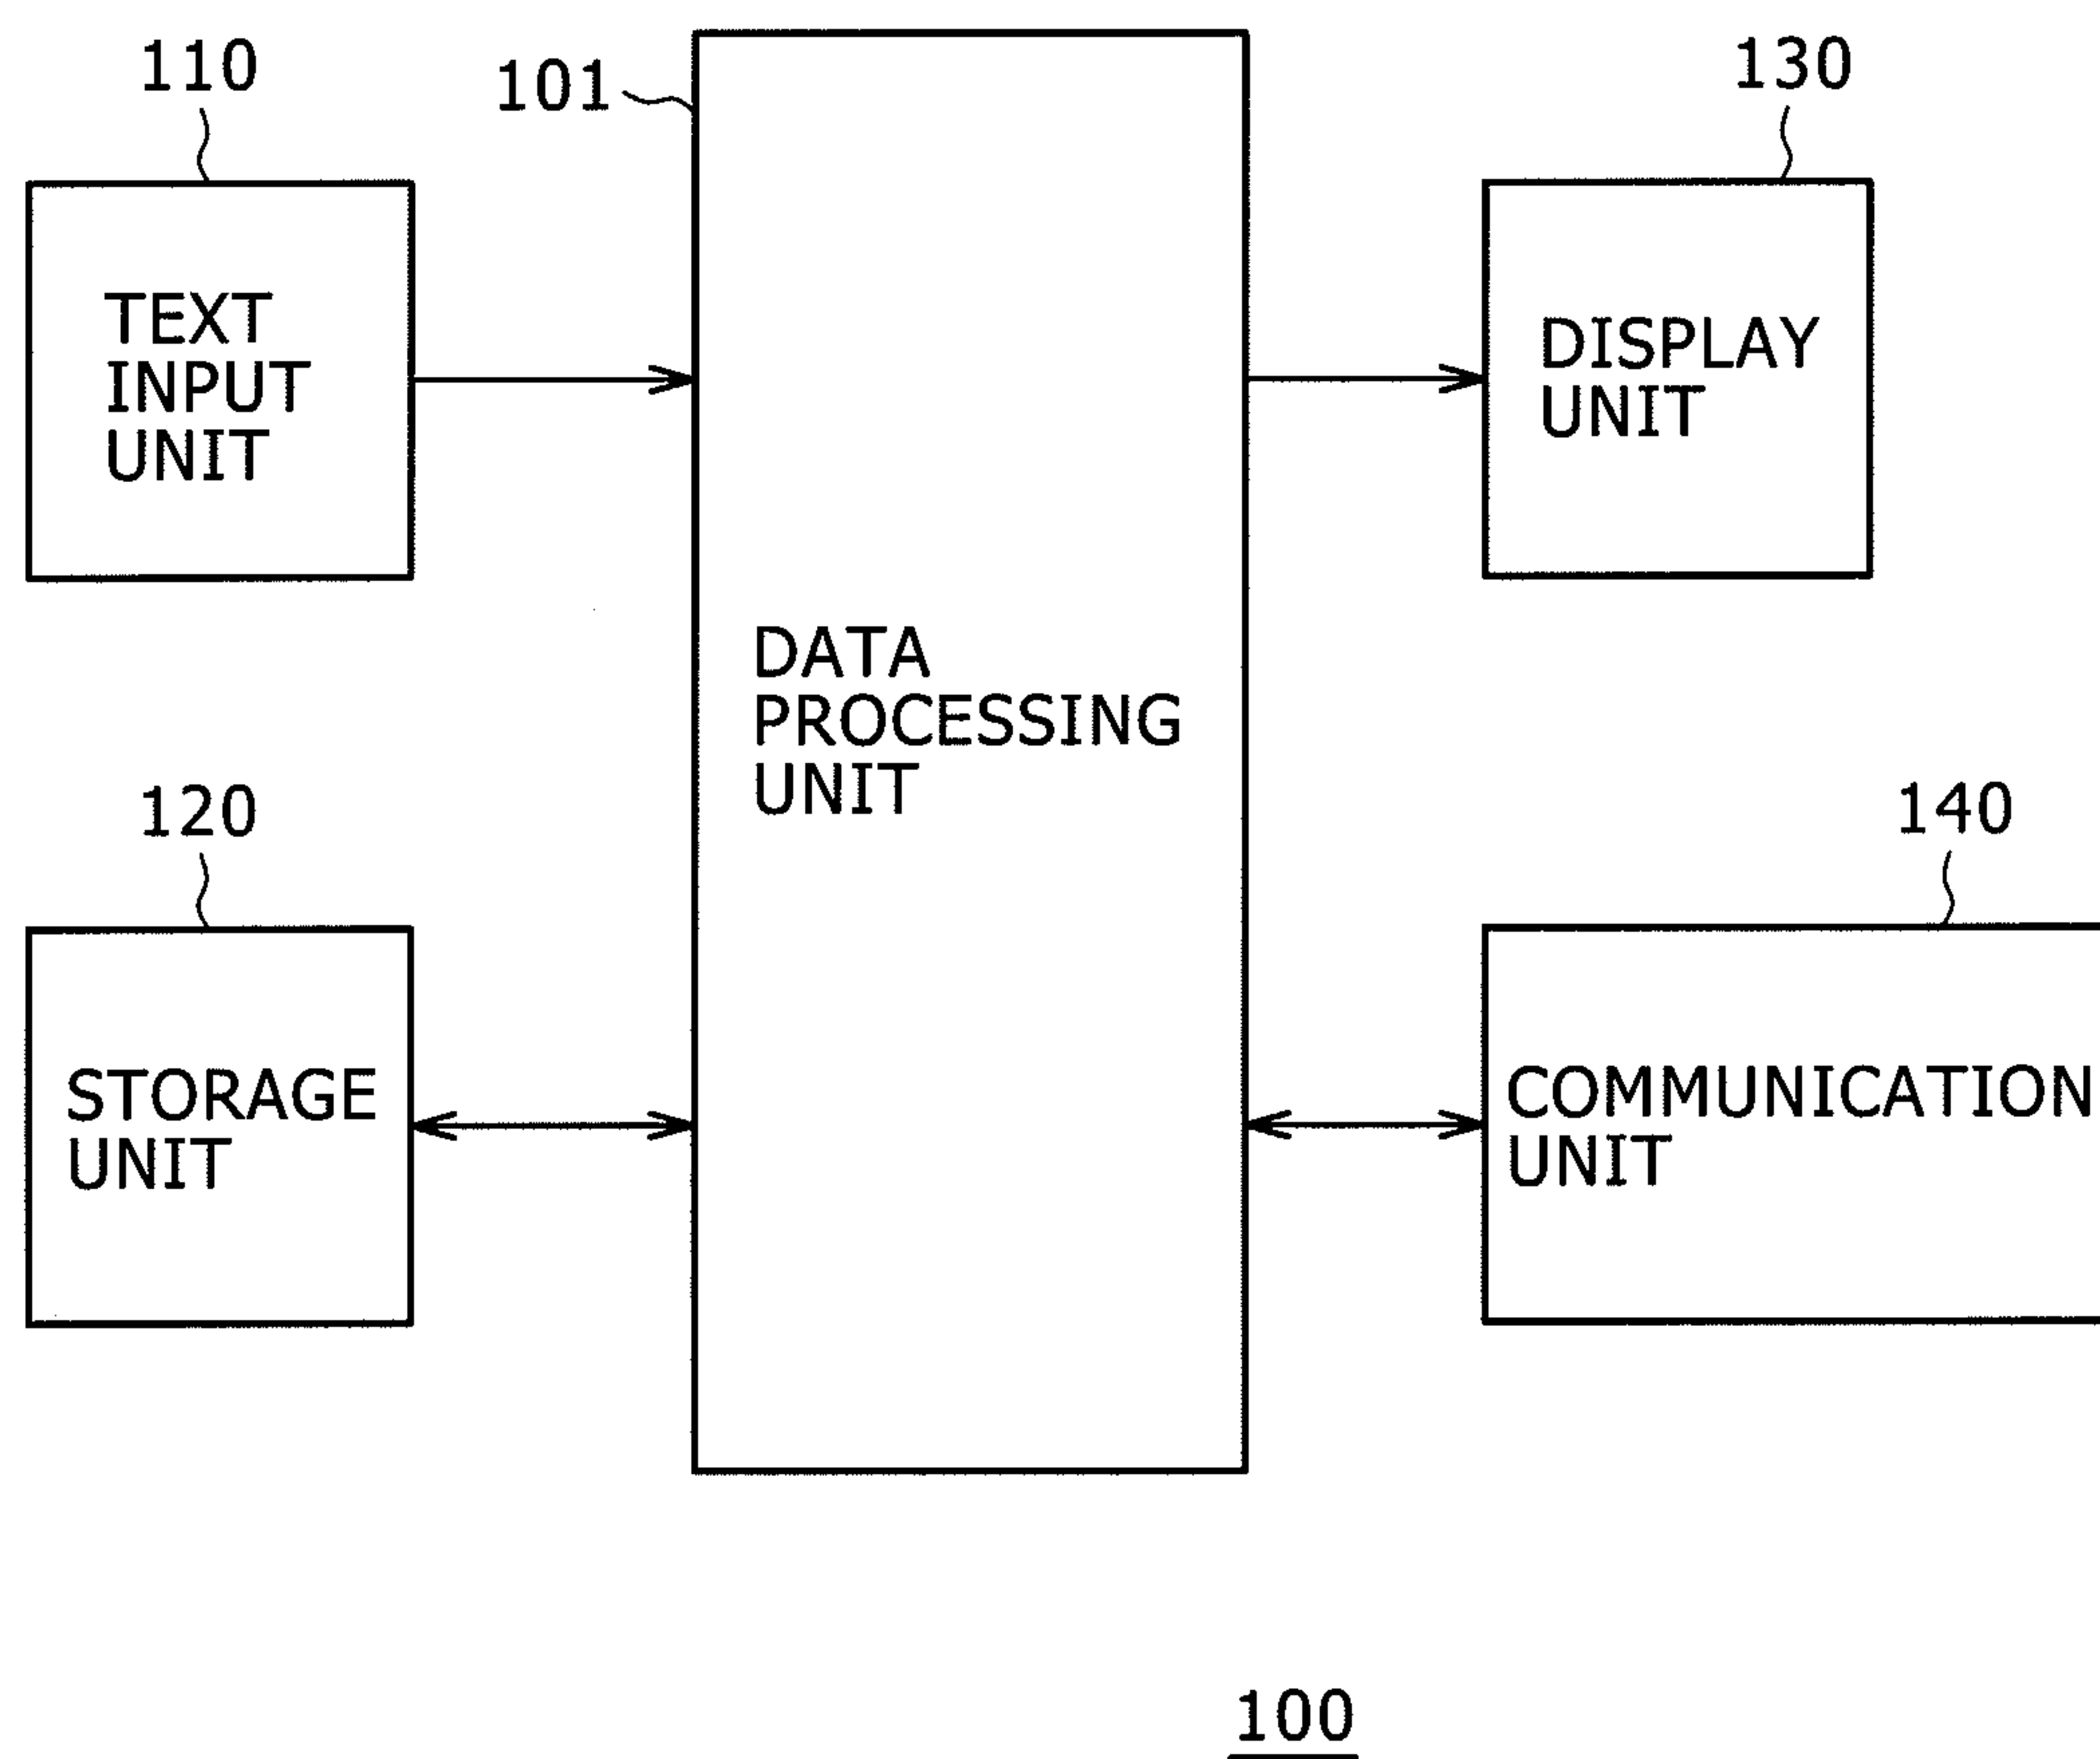 110
101
130
TEXT
INPUT
UNIT
DISPLAY
UNIT
DATA
PROCESSING
UNIT
120
140
STORAGE
UNIT
COMMUNICATION
UNIT
100